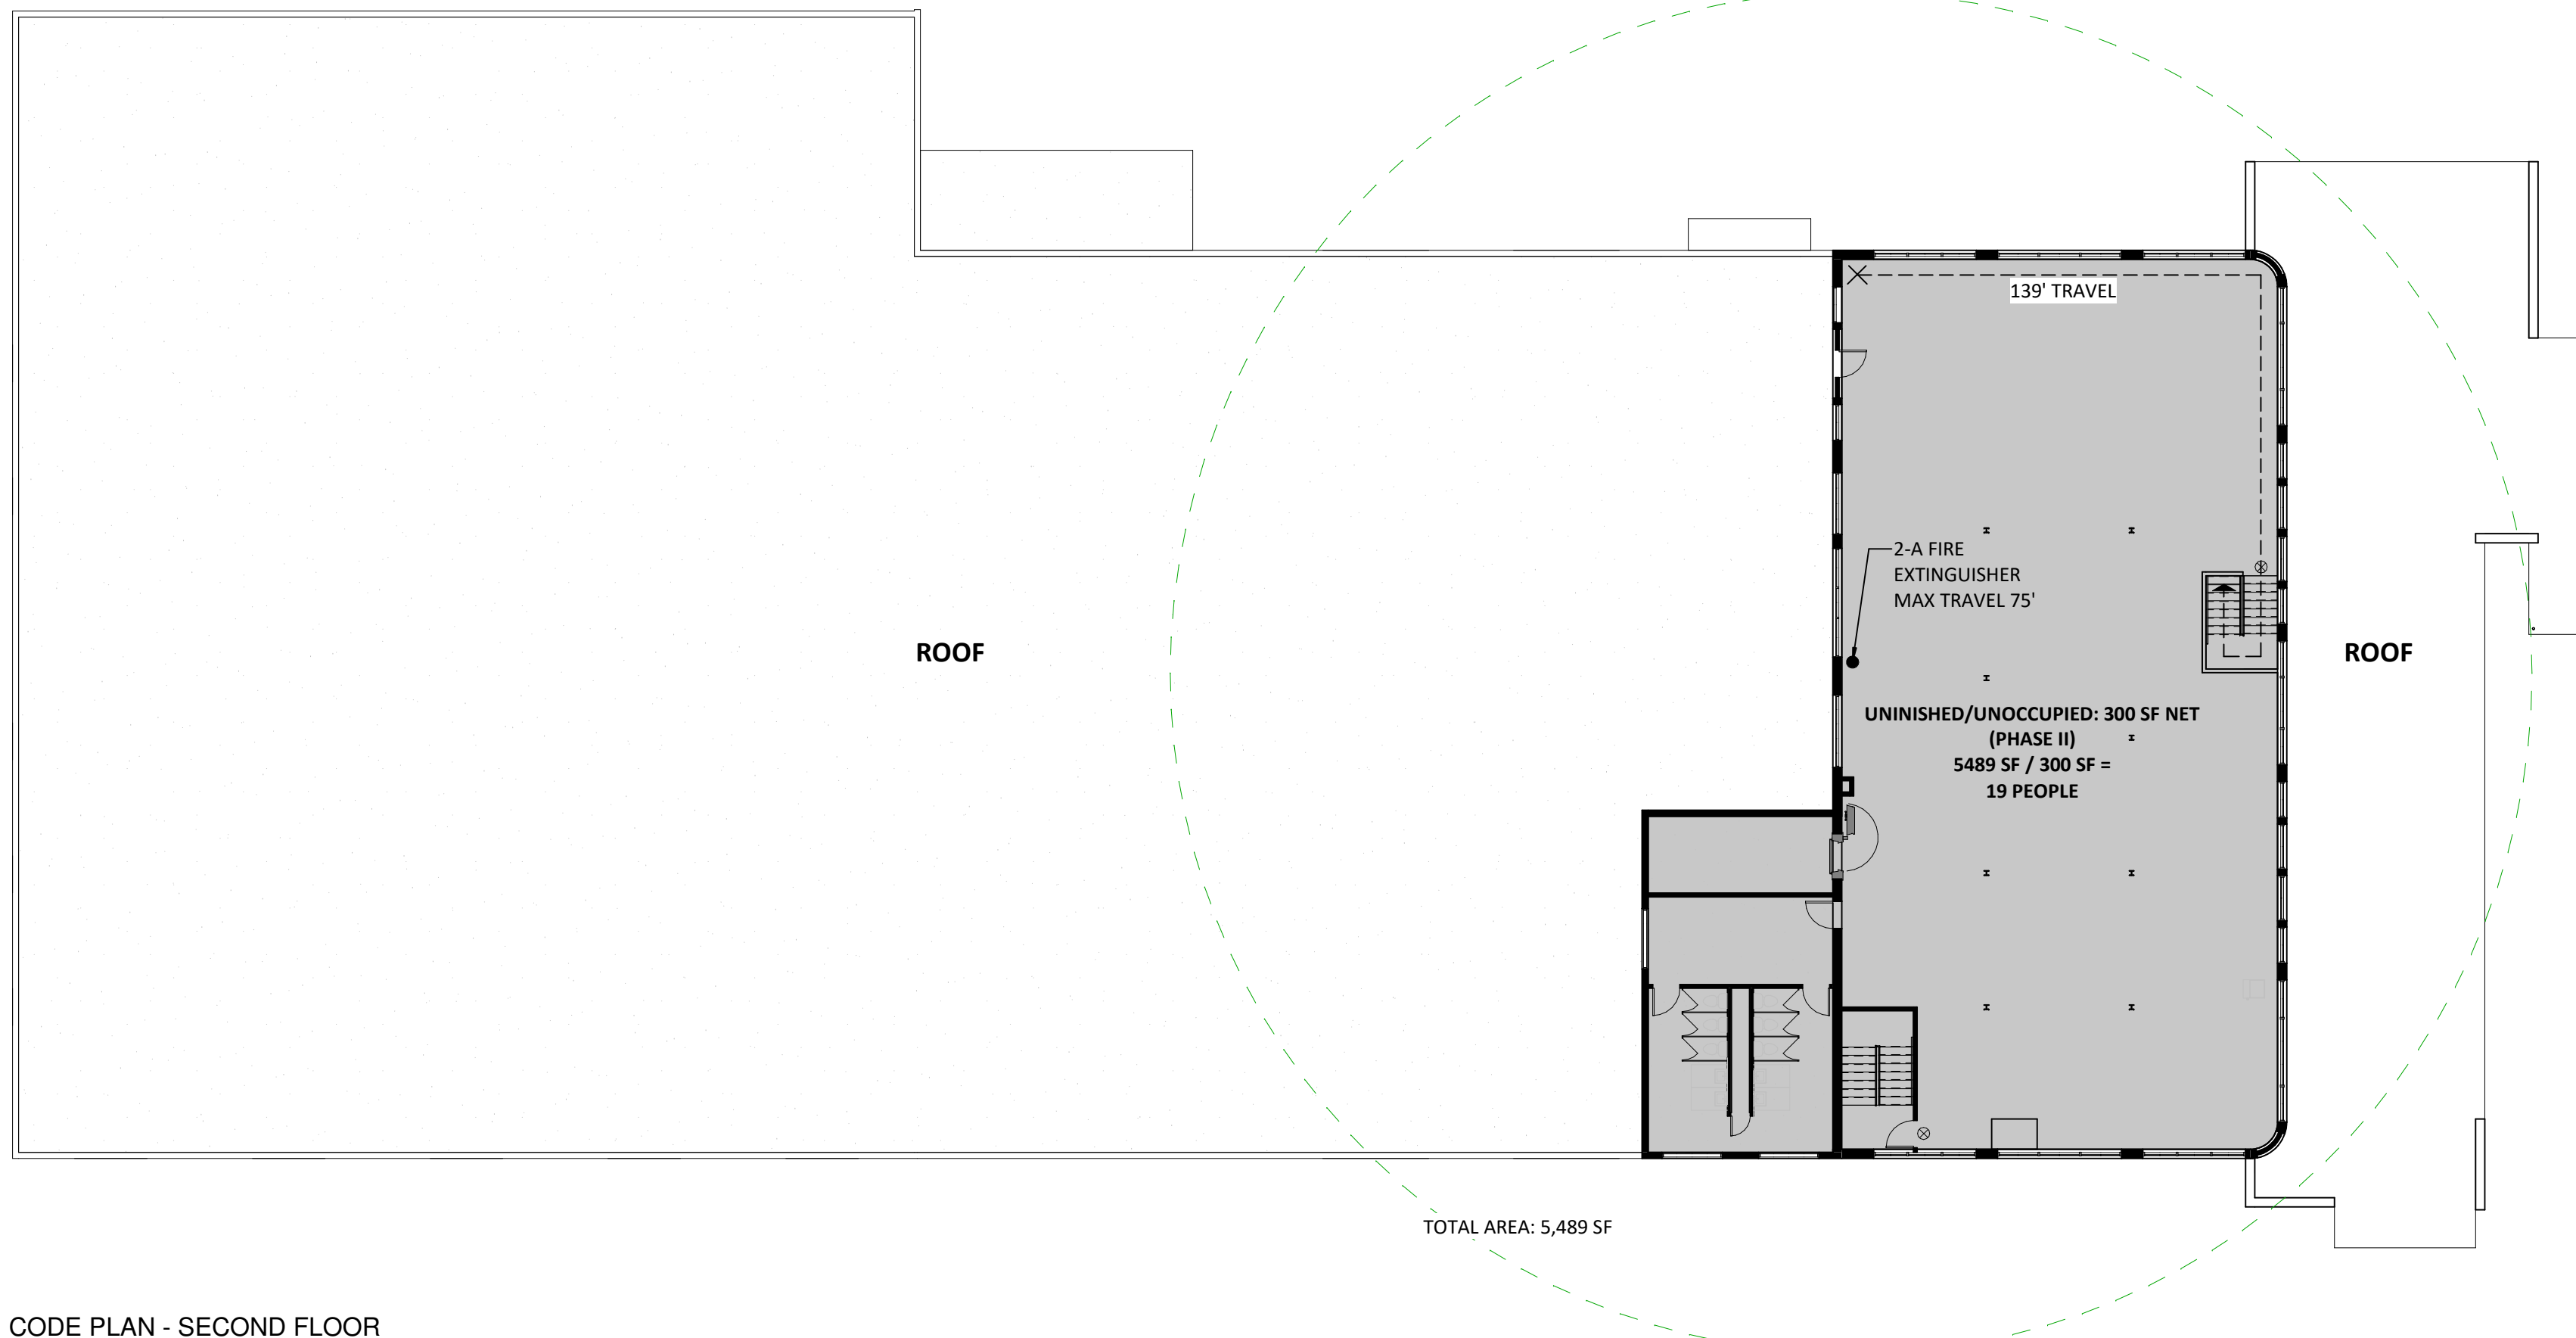 139' TRAVEL
2-A FIRE
EXTINGUISHER
MAX TRAVEL 75'
ROOF
ROOF
UNINISHED/UNOCCUPIED: 300 SF NET
(PHASE II)
5489 SF / 300 SF =
19 PEOPLE
TOTAL AREA: 5,489 SF
CODE PLAN - SECOND FLOOR